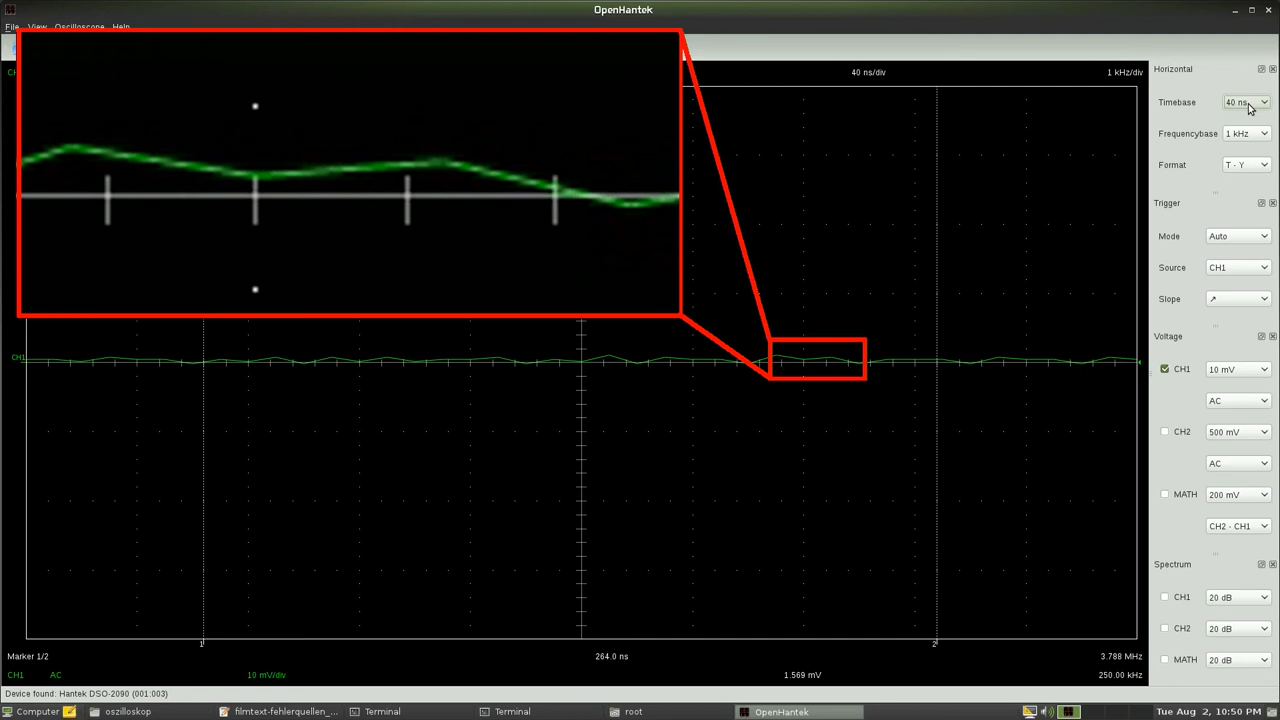 OpenHantek
File View Oscilloscope Help
CH
40 ns/div
1 kHz/div
Horizontal
Timebase 40 ns
Frequencybase 1 kHz
Format T - Y
Trigger
Mode Auto
Source CH1
Slope ↗
Voltage
CH1 10 mV
AC
CH2 500 mV
AC
MATH 200 mV
CH2 - CH1
Spectrum
CH1 20 dB
CH2 20 dB
MATH 20 dB
CH1
1 2
Marker 1/2 264.0 ns 3.788 MHz
CH1 AC 10 mV/div 1.569 mV 250.00 kHz
Device found: Hantek DSO-2090 (001:003)
Computer oszilloskop filmtext-fehlerquellen_... Terminal Terminal root OpenHantek Tue Aug 2, 10:50 PM